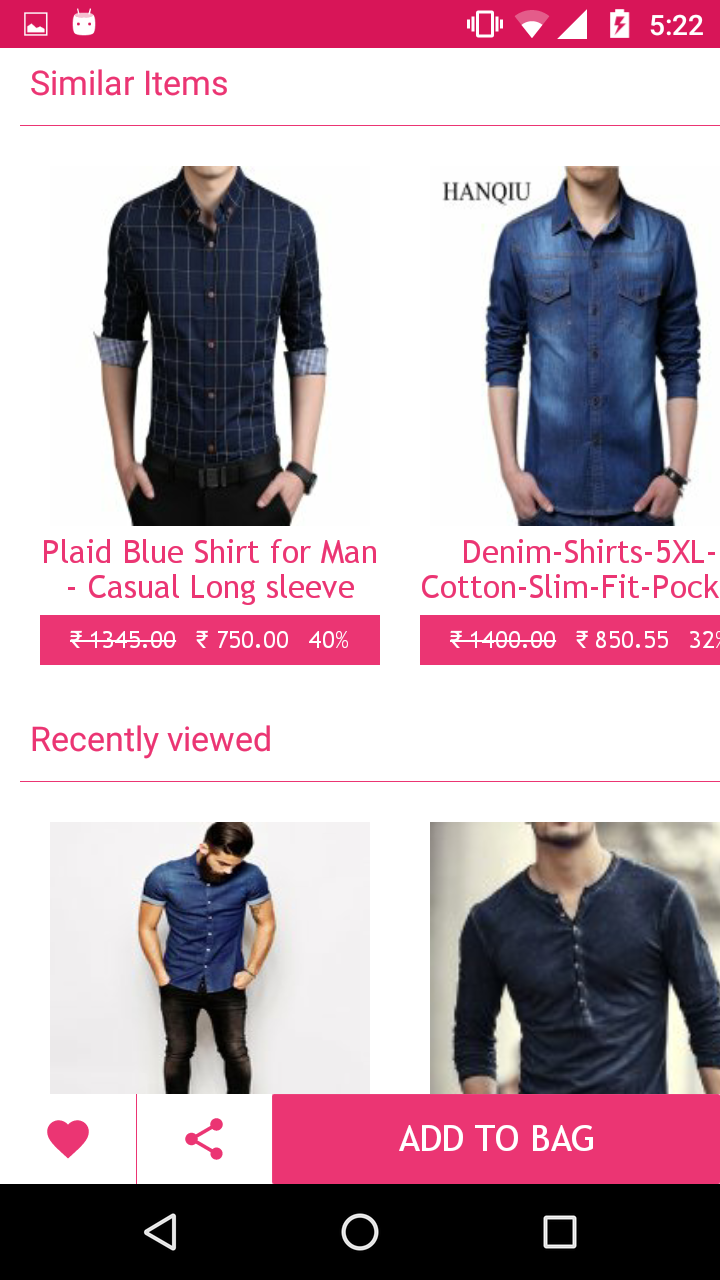 5:22
Similar Items
HANQIU
Plaid Blue Shirt for Man
- Casual Long sleeve
₹ 1345.00 ₹ 750.00 40%
Denim-Shirts-5XL-
Cotton-Slim-Fit-Pock
₹ 1400.00 ₹ 850.55 32%
Recently viewed
ADD TO BAG